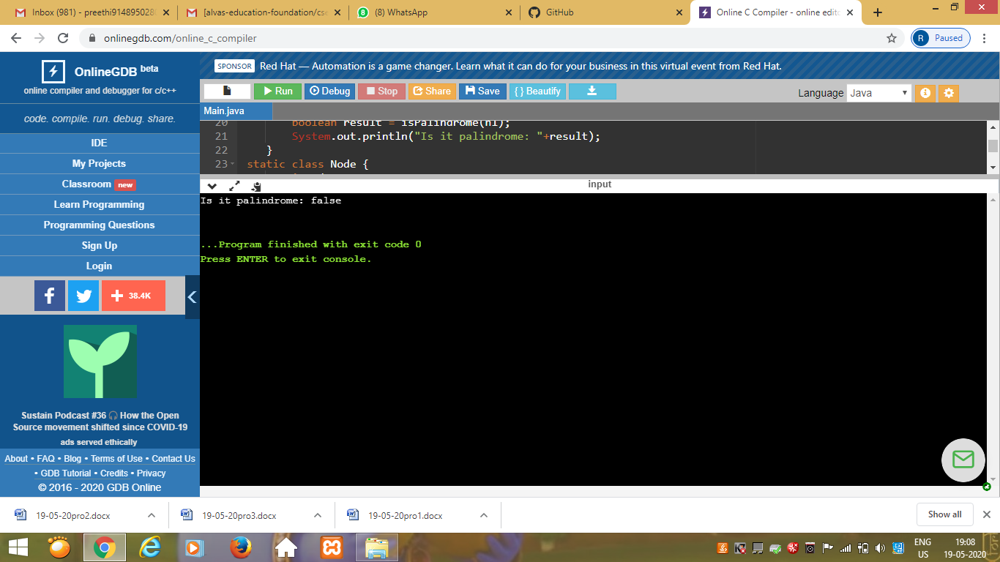 Inbox (981) - preethi914895028
[alvas-education-foundation/cse
(8) WhatsApp
GitHub
Online C Compiler - online edito
onlinegdb.com/online_c_compiler
R Paused
OnlineGDB beta
online compiler and debugger for c/c++
code. compile. run. debug. share.
IDE
My Projects
Classroom new
Learn Programming
Programming Questions
Sign Up
Login
38.4K
Sustain Podcast #36 🎧 How the Open
Source movement shifted since COVID-19
ads served ethically
About • FAQ • Blog • Terms of Use • Contact Us
• GDB Tutorial • Credits • Privacy
© 2016 - 2020 GDB Online
SPONSOR Red Hat — Automation is a game changer. Learn what it can do for your business in this virtual event from Red Hat.
Run Debug Stop Share Save { } Beautify
Language Java
Main.java
20 boolean result = isPalindrome(n1);
21 System.out.println("Is it palindrome: "+result);
22 }
23 static class Node {
input
Is it palindrome: false
...Program finished with exit code 0
Press ENTER to exit console.
19-05-20pro2.docx
19-05-20pro3.docx
19-05-20pro1.docx
Show all
ENG
US
19:08
19-05-2020